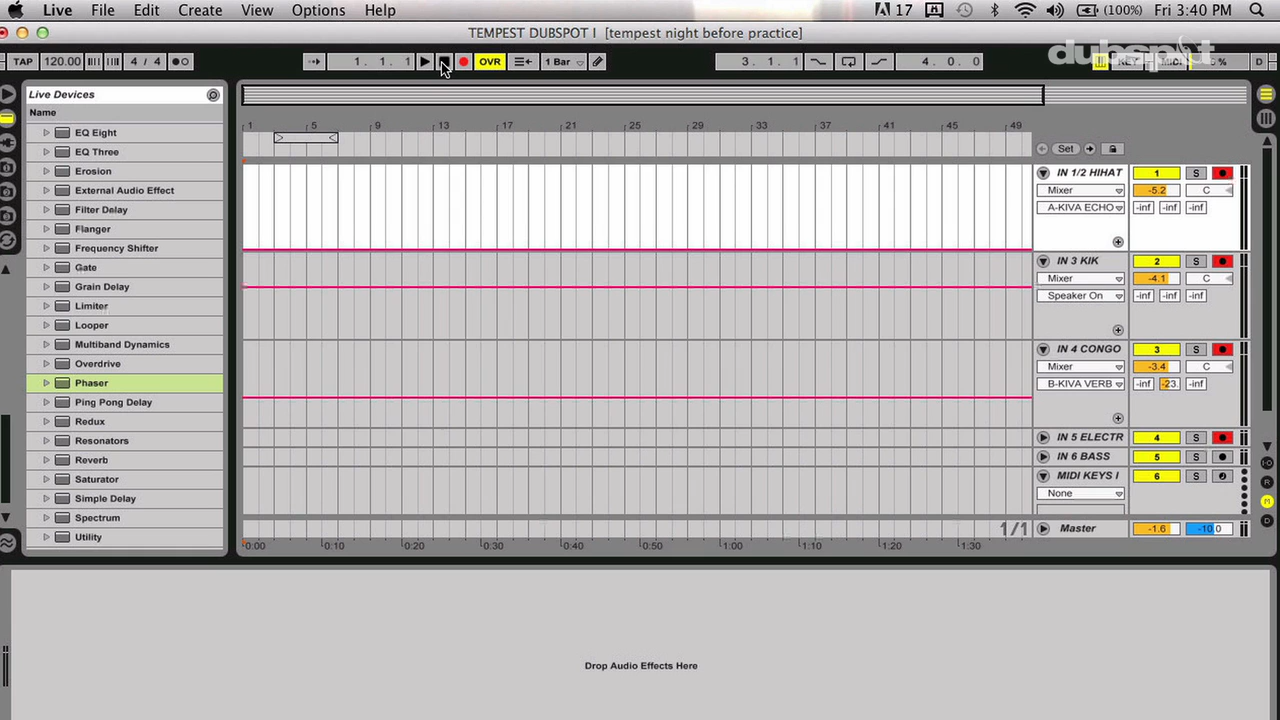 Live File Edit Create View Options Help 17 (100%) Fri 3:40 PM
TEMPEST DUBSPOT I [tempest night before practice]
dubspot
TAP 120.00 4 / 4 1. 1. 1 OVR 1 Bar 3. 1. 1 4. 0. 0 % D
Live Devices
Name
EQ Eight
EQ Three
Erosion
External Audio Effect
Filter Delay
Flanger
Frequency Shifter
Gate
Grain Delay
Limiter
Looper
Multiband Dynamics
Overdrive
Phaser
Ping Pong Delay
Redux
Resonators
Reverb
Saturator
Simple Delay
Spectrum
Utility
1 5 9 13 17 21 25 29 33 37 41 45 49
Set
IN 1/2 HIHAT 1 S
Mixer -5.2 C
A-KIVA ECHO -inf -inf -inf
IN 3 KIK 2 S
Mixer -4.1 C
Speaker On -inf -inf -inf
IN 4 CONGO 3 S
Mixer -3.4 C
B-KIVA VERB -inf -23. -inf
IN 5 ELECTR 4 S
IN 6 BASS 5 S
MIDI KEYS I 6 S
None
1/1 Master -1.6 -10.0
0:00 0:10 0:20 0:30 0:40 0:50 1:00 1:10 1:20 1:30
I-O
R
M
D
Drop Audio Effects Here